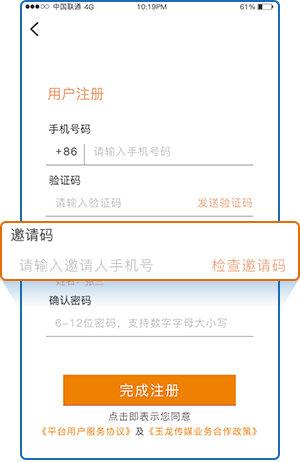 中国联通 4G 10:19PM 61%
用户注册
手机号码
+86 请输入手机号码
验证码
请输入验证码 发送验证码
邀请码
请输入邀请人手机号 检查邀请码
确认密码
6-12位密码，支持数字字母大小写
完成注册
点击即表示您同意
《平台用户服务协议》及《玉龙传媒业务合作政策》